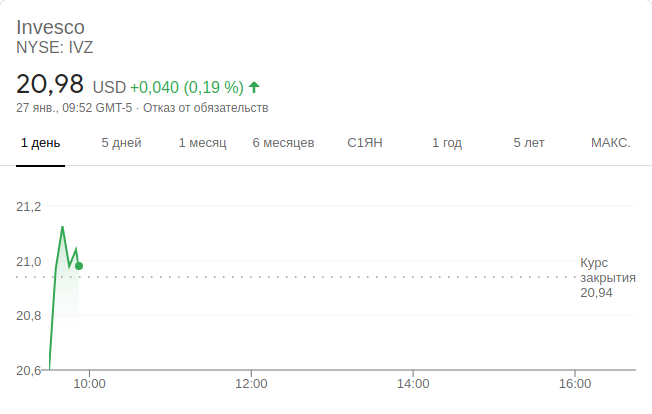 Invesco
NYSE: IVZ
20,98 USD +0,040 (0,19 %)
27 янв., 09:52 GMT-5 · Отказ от обязательств
1 день 5 дней 1 месяц 6 месяцев С1ЯН 1 год 5 лет МАКС.
21,2
21,0
20,8
20,6
Курс
закрытия
20,94
10:00 12:00 14:00 16:00